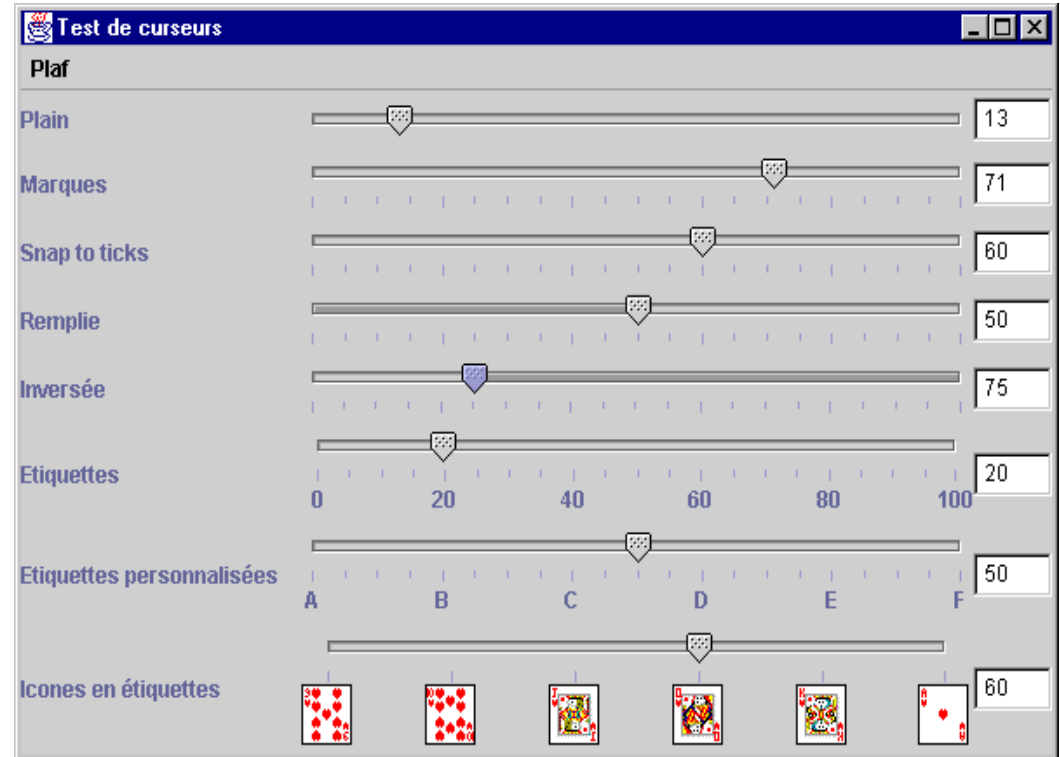 Test de curseurs
Plaf
Plain 13
Marques 71
Snap to ticks 60
Remplie 50
Inversée 75
Etiquettes 20
0 20 40 60 80 100
Etiquettes personnalisées 50
A B C D E F
Icones en étiquettes 60